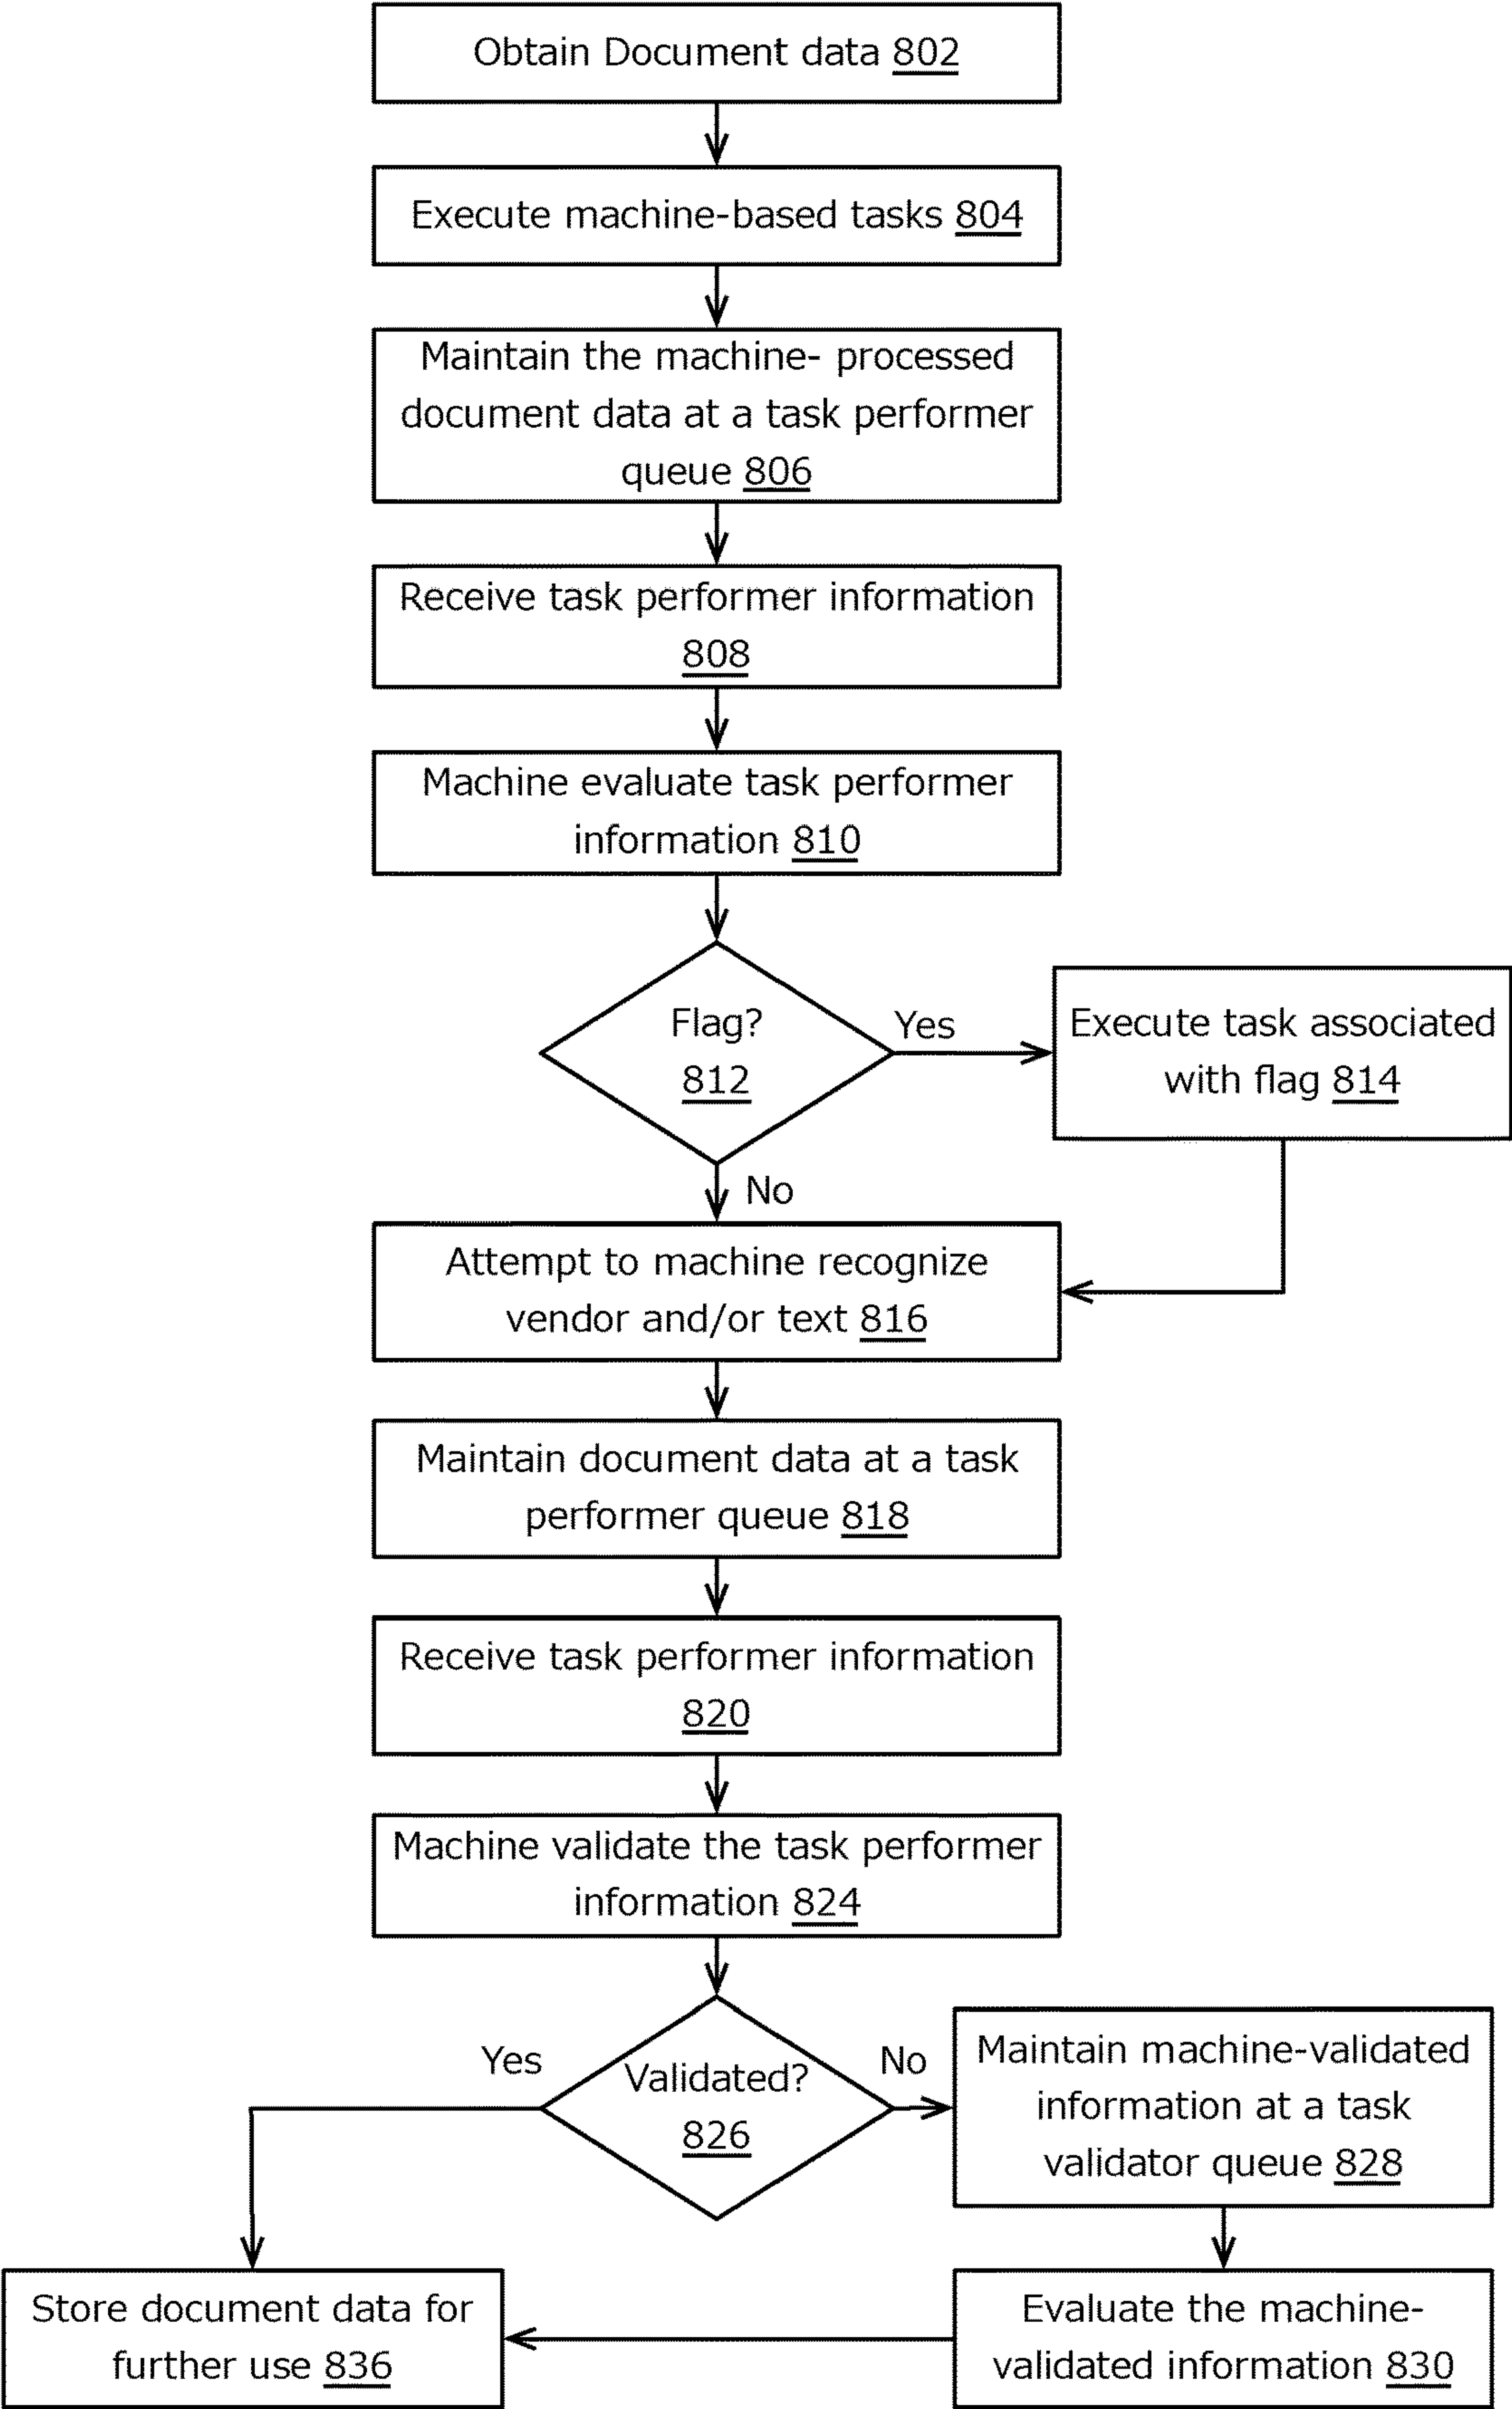 Obtain Document data 802
Execute machine-based tasks 804
Maintain the machine- processed
document data at a task performer
queue 806
Receive task performer information
808
Machine evaluate task performer
information 810
Flag?
812
Yes
Execute task associated
with flag 814
No
Attempt to machine recognize
vendor and/or text 816
Maintain document data at a task
performer queue 818
Receive task performer information
820
Machine validate the task performer
information 824
Yes
Validated?
826
No
Maintain machine-validated
information at a task
validator queue 828
Store document data for
further use 836
Evaluate the machine-
validated information 830